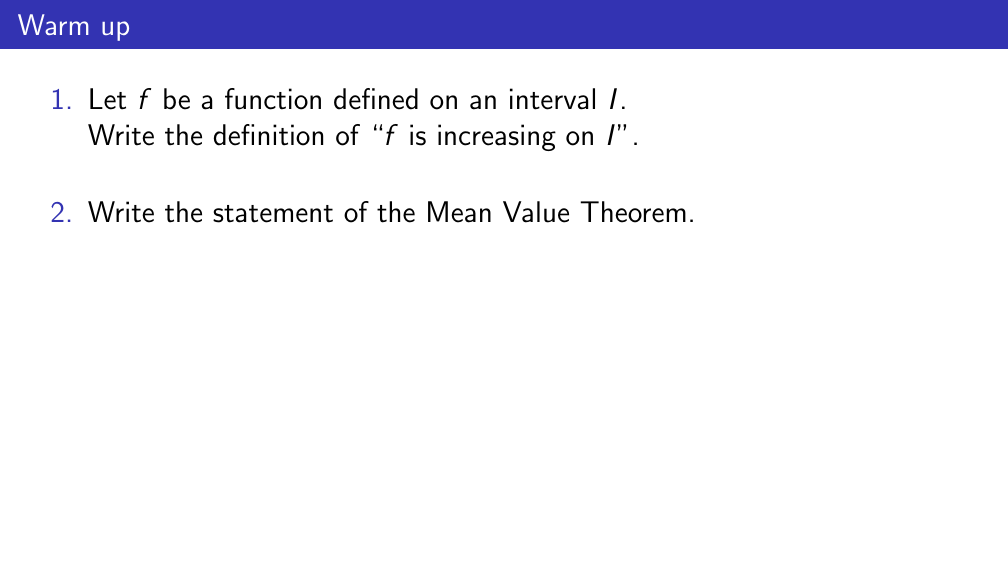 Warm up
1. Let f be a function defined on an interval I.
Write the definition of “f is increasing on I”.
2. Write the statement of the Mean Value Theorem.